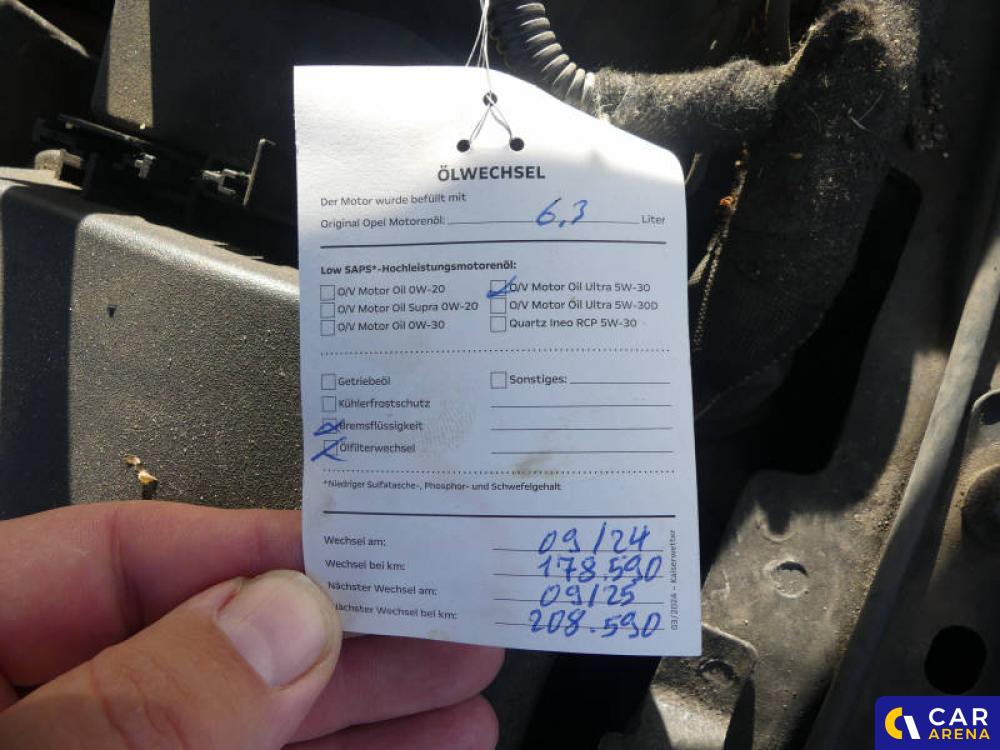 ÖLWECHSEL
Der Motor wurde befüllt mit
Original Opel Motorenöl: 6,3 Liter
Low SAPS*-Hochleistungsmotorenöl:
O/V Motor Oil 0W-20
O/V Motor Oil Supra 0W-20
O/V Motor Oil 0W-30
O/V Motor Oil Ultra 5W-30
O/V Motor Oil Ultra 5W-30D
Quartz Ineo RCP 5W-30
Getriebeöl
Kühlerfrostschutz
Bremsflüssigkeit
Ölfilterwechsel
Sonstiges:
*Niedriger Sulfatasche-, Phosphor- und Schwefelgehalt
Wechsel am: 09/24
Wechsel bei km: 178.590
Nächster Wechsel am: 09/25
Nächster Wechsel bei km: 208.590
03/2024 - Kaiserwetter
CAR
ARENA